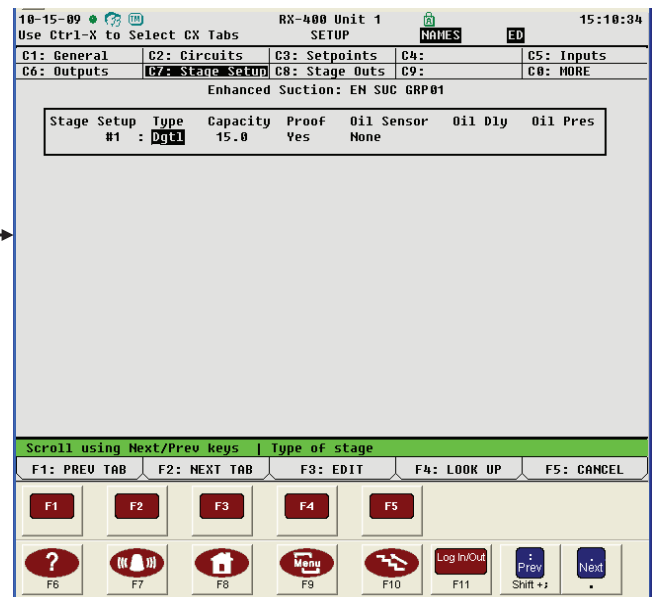 10-15-09 TM RX-400 Unit 1 15:10:34
Use Ctrl-X to Select CX Tabs SETUP NAMES ED
C1: General C2: Circuits C3: Setpoints C4: C5: Inputs
C6: Outputs C7: Stage Setup C8: Stage Outs C9: C0: MORE
Enhanced Suction: EN SUC GRP01
Stage Setup Type Capacity Proof Oil Sensor Oil Dly Oil Pres
#1 : Dgtl 15.0 Yes None
Scroll using Next/Prev keys | Type of stage
F1: PREV TAB F2: NEXT TAB F3: EDIT F4: LOOK UP F5: CANCEL
F1 F2 F3 F4 F5
? Menu Log In/Out : Prev : Next
F6 F7 F8 F9 F10 F11 Shift +; .